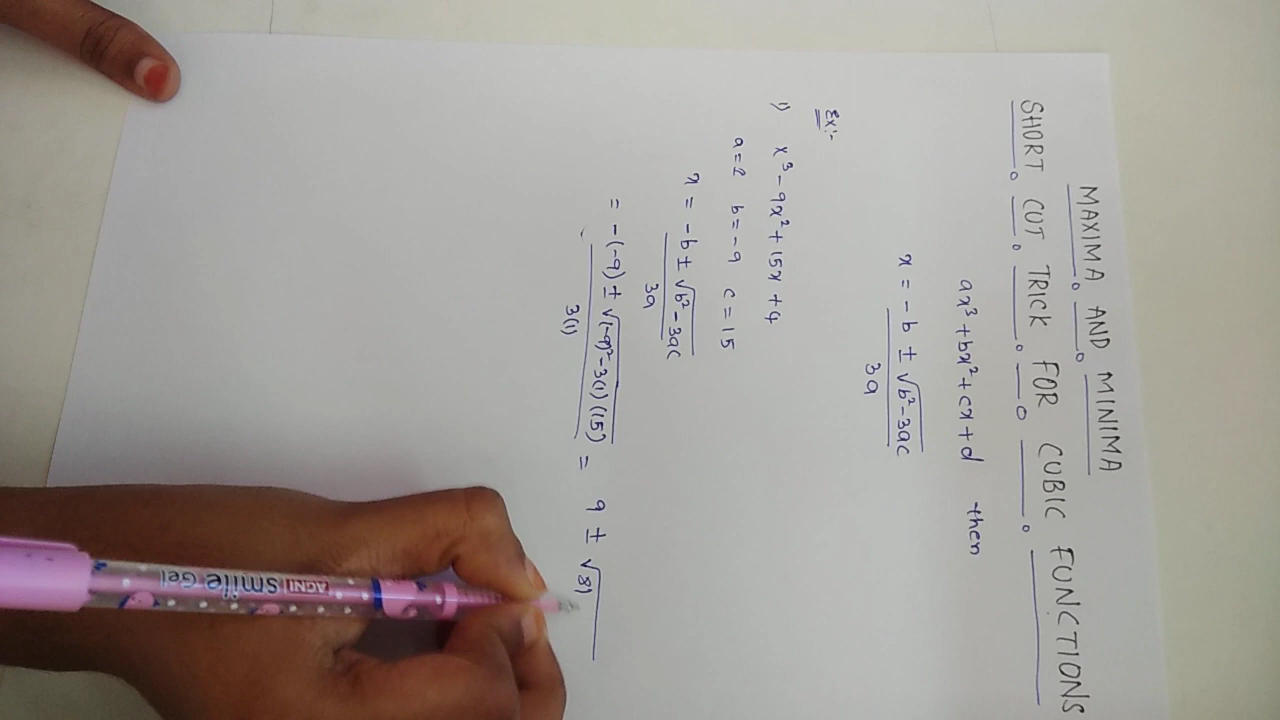 MAXIMA AND MINIMA
SHORT CUT TRICK FOR CUBIC FUNCTIONS
ax³ + bx² + cx + d then
x = -b ± √b²-3ac / 3a
Ex:-
1) x³ - 9x² + 15x + 4
a = 1 b = -9 c = 15
x = -b ± √b²-3ac / 3a
= -(-9) ± √(-9)²-3(1)(15) / 3(1) = 9 ± √81
AGNI smile Gel